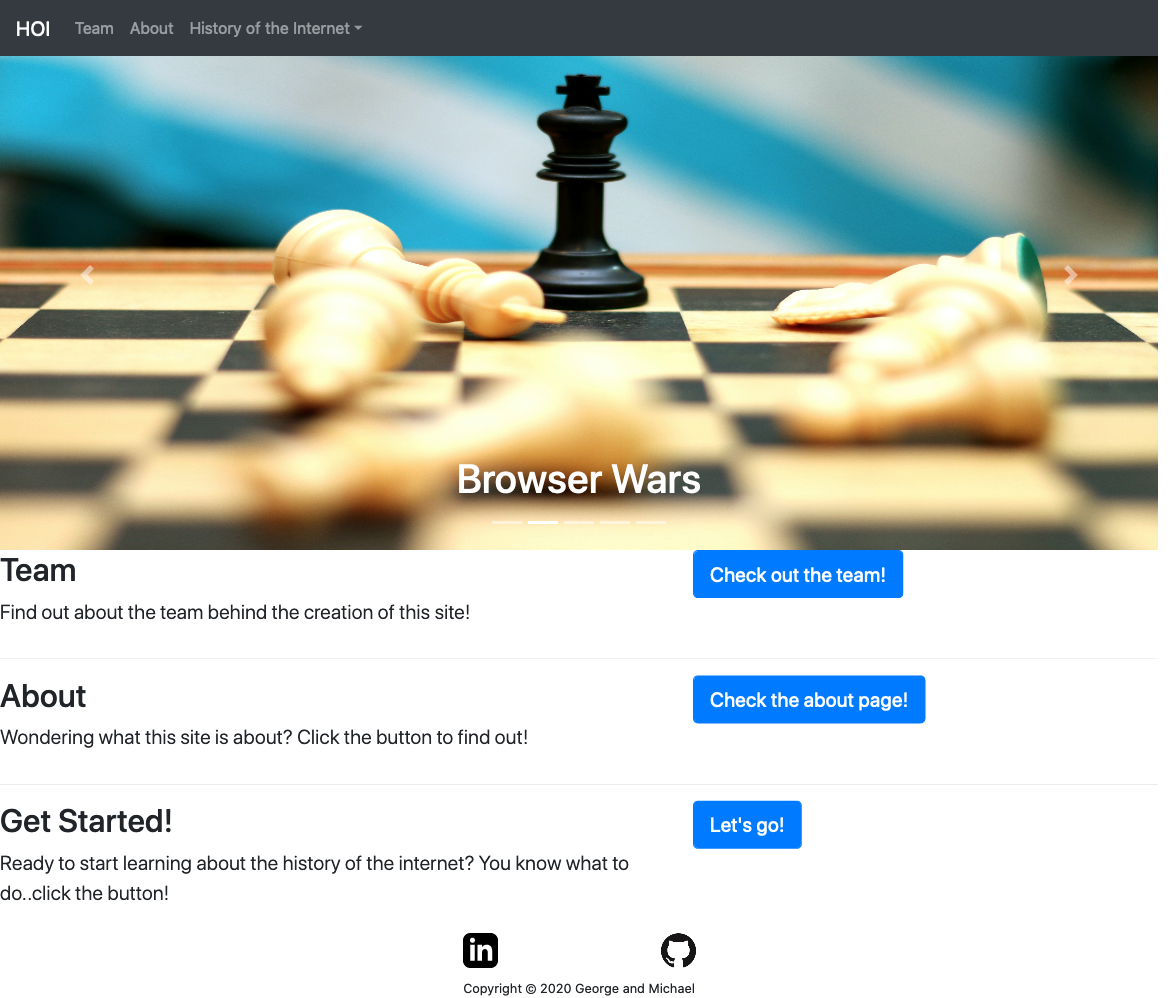 HOI Team About History of the Internet
Browser Wars
Team
Check out the team!
Find out about the team behind the creation of this site!
About
Check the about page!
Wondering what this site is about? Click the button to find out!
Get Started!
Let's go!
Ready to start learning about the history of the internet? You know what to
do..click the button!
in
Copyright © 2020 George and Michael